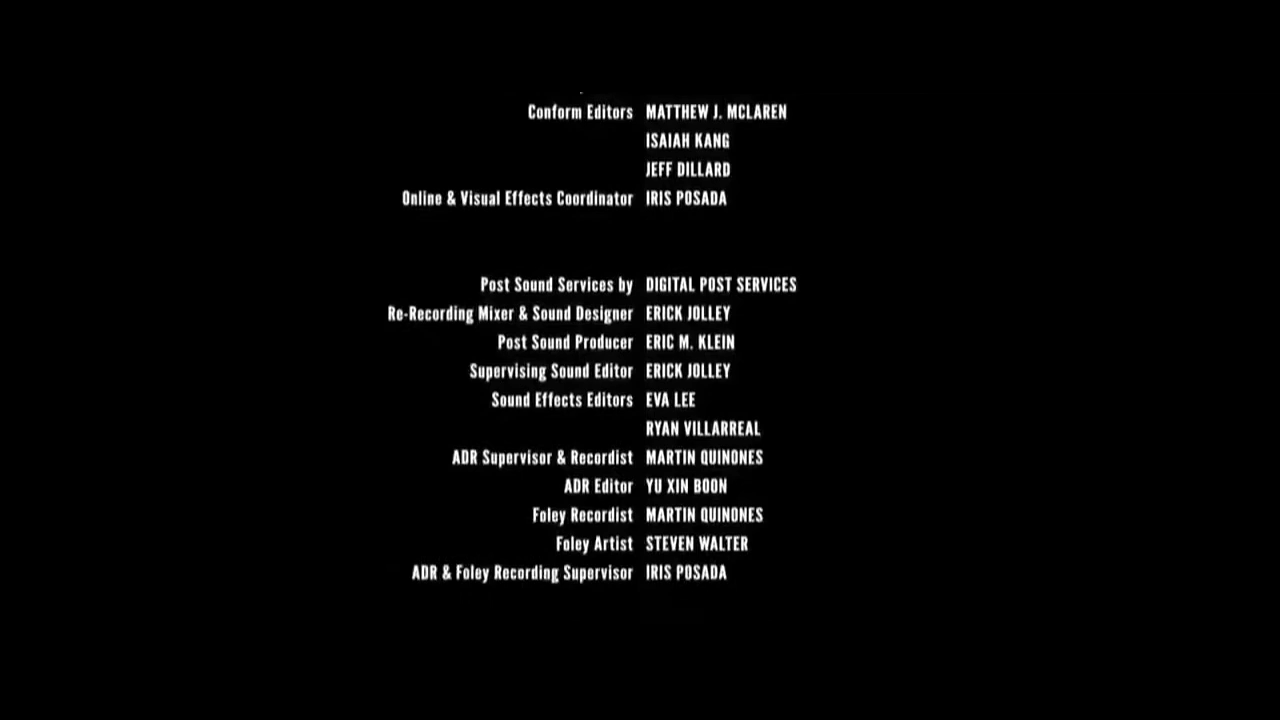 Conform Editors MATTHEW J. MCLAREN
ISAIAH KANG
JEFF DILLARD
Online & Visual Effects Coordinator IRIS POSADA
Post Sound Services by DIGITAL POST SERVICES
Re-Recording Mixer & Sound Designer ERICK JOLLEY
Post Sound Producer ERIC M. KLEIN
Supervising Sound Editor ERICK JOLLEY
Sound Effects Editors EVA LEE
RYAN VILLARREAL
ADR Supervisor & Recordist MARTIN QUINONES
ADR Editor YU XIN BOON
Foley Recordist MARTIN QUINONES
Foley Artist STEVEN WALTER
ADR & Foley Recording Supervisor IRIS POSADA